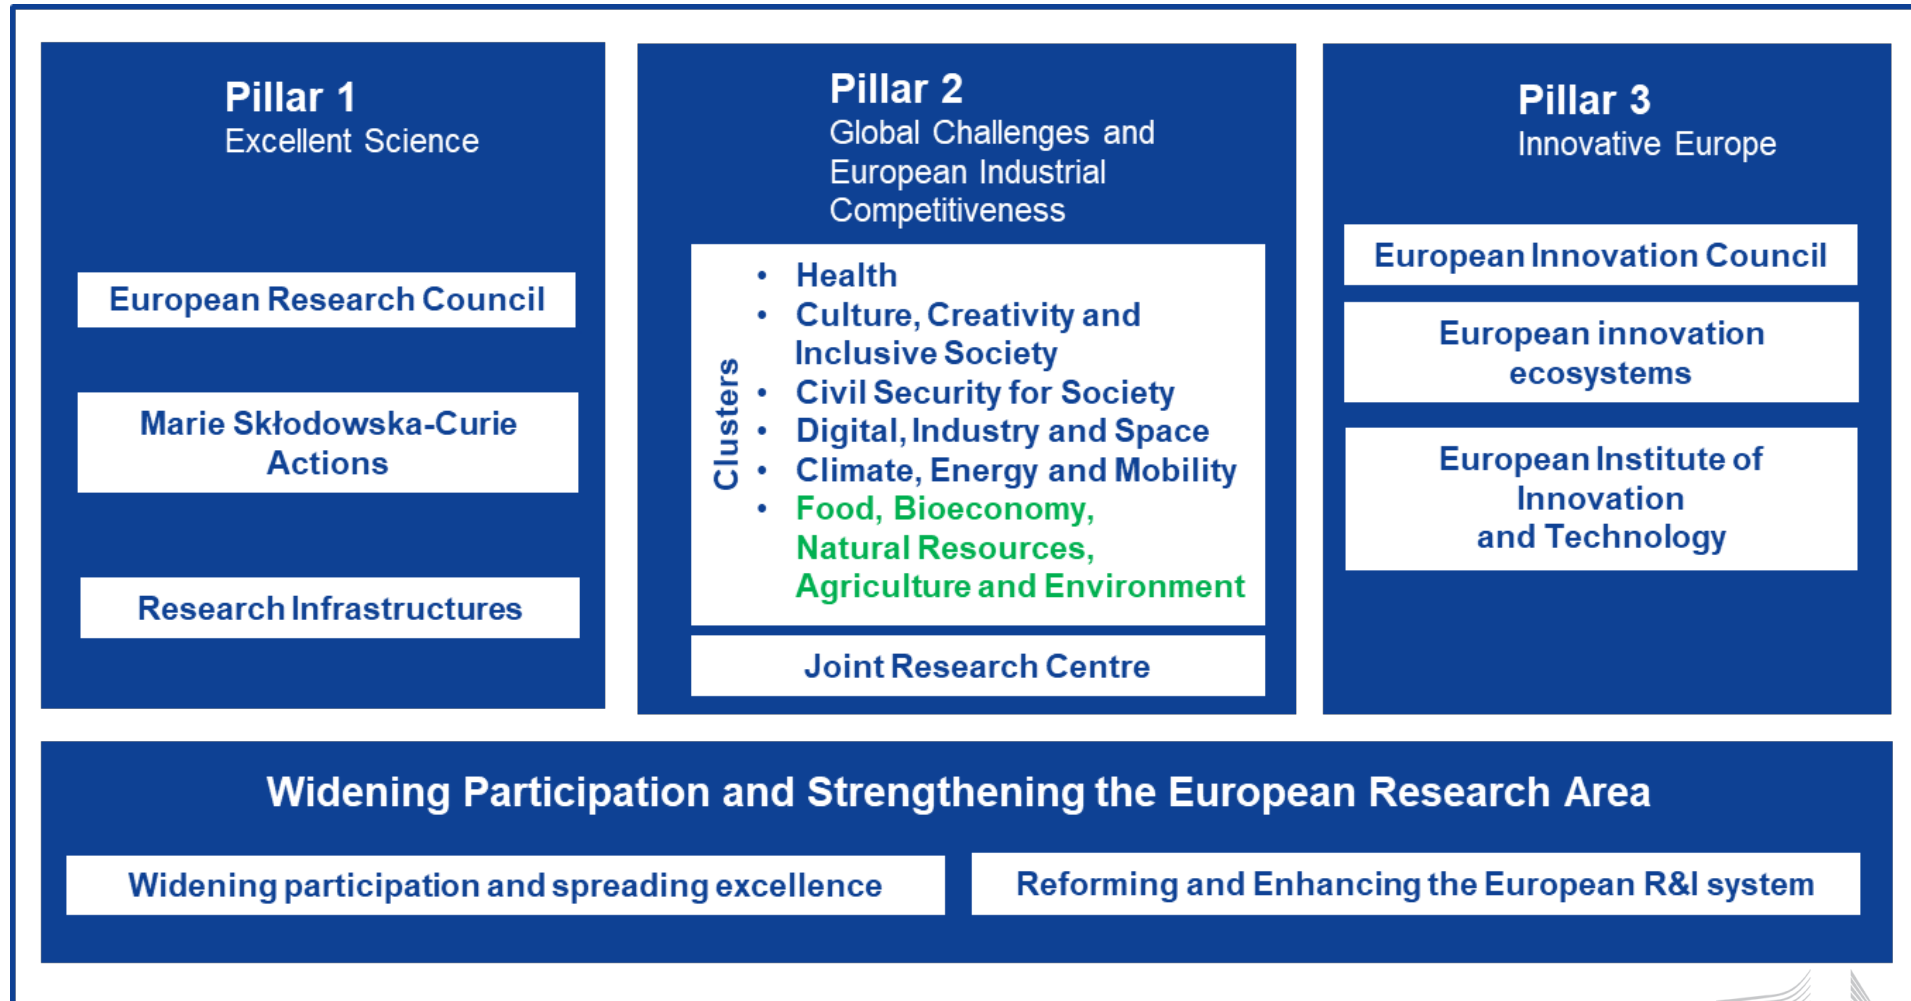 Pillar 1
Excellent Science
European Research Council
Marie Skłodowska-Curie
Actions
Research Infrastructures
Pillar 2
Global Challenges and
European Industrial
Competitiveness
Clusters
• Health
• Culture, Creativity and
Inclusive Society
• Civil Security for Society
• Digital, Industry and Space
• Climate, Energy and Mobility
• Food, Bioeconomy,
Natural Resources,
Agriculture and Environment
Joint Research Centre
Pillar 3
Innovative Europe
European Innovation Council
European innovation
ecosystems
European Institute of
Innovation
and Technology
Widening Participation and Strengthening the European Research Area
Widening participation and spreading excellence
Reforming and Enhancing the European R&I system